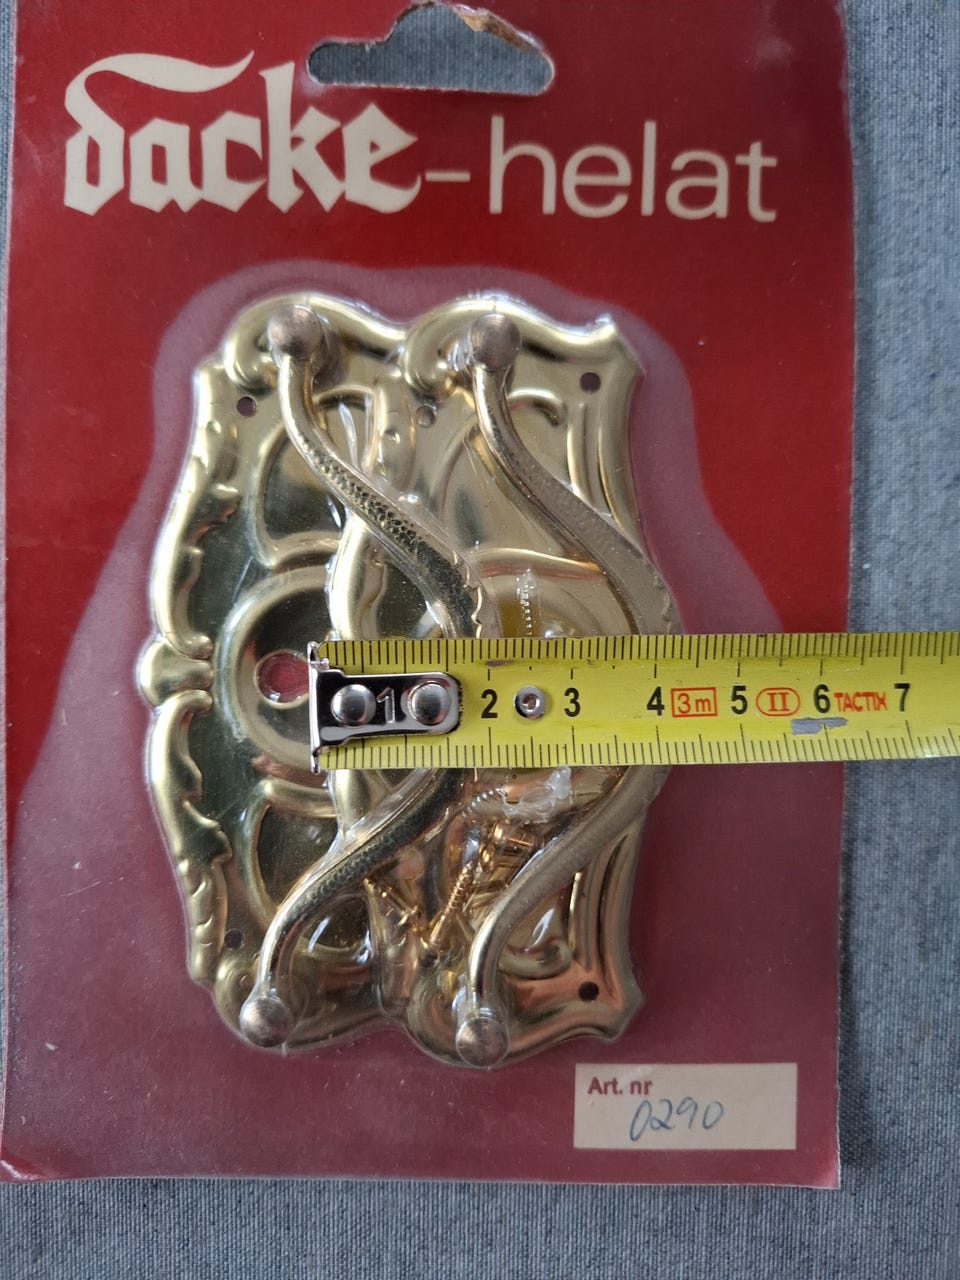 dacke-helat
1 2 3 4 3m 5 II 6 TACTIX 7
Art. nr
0290